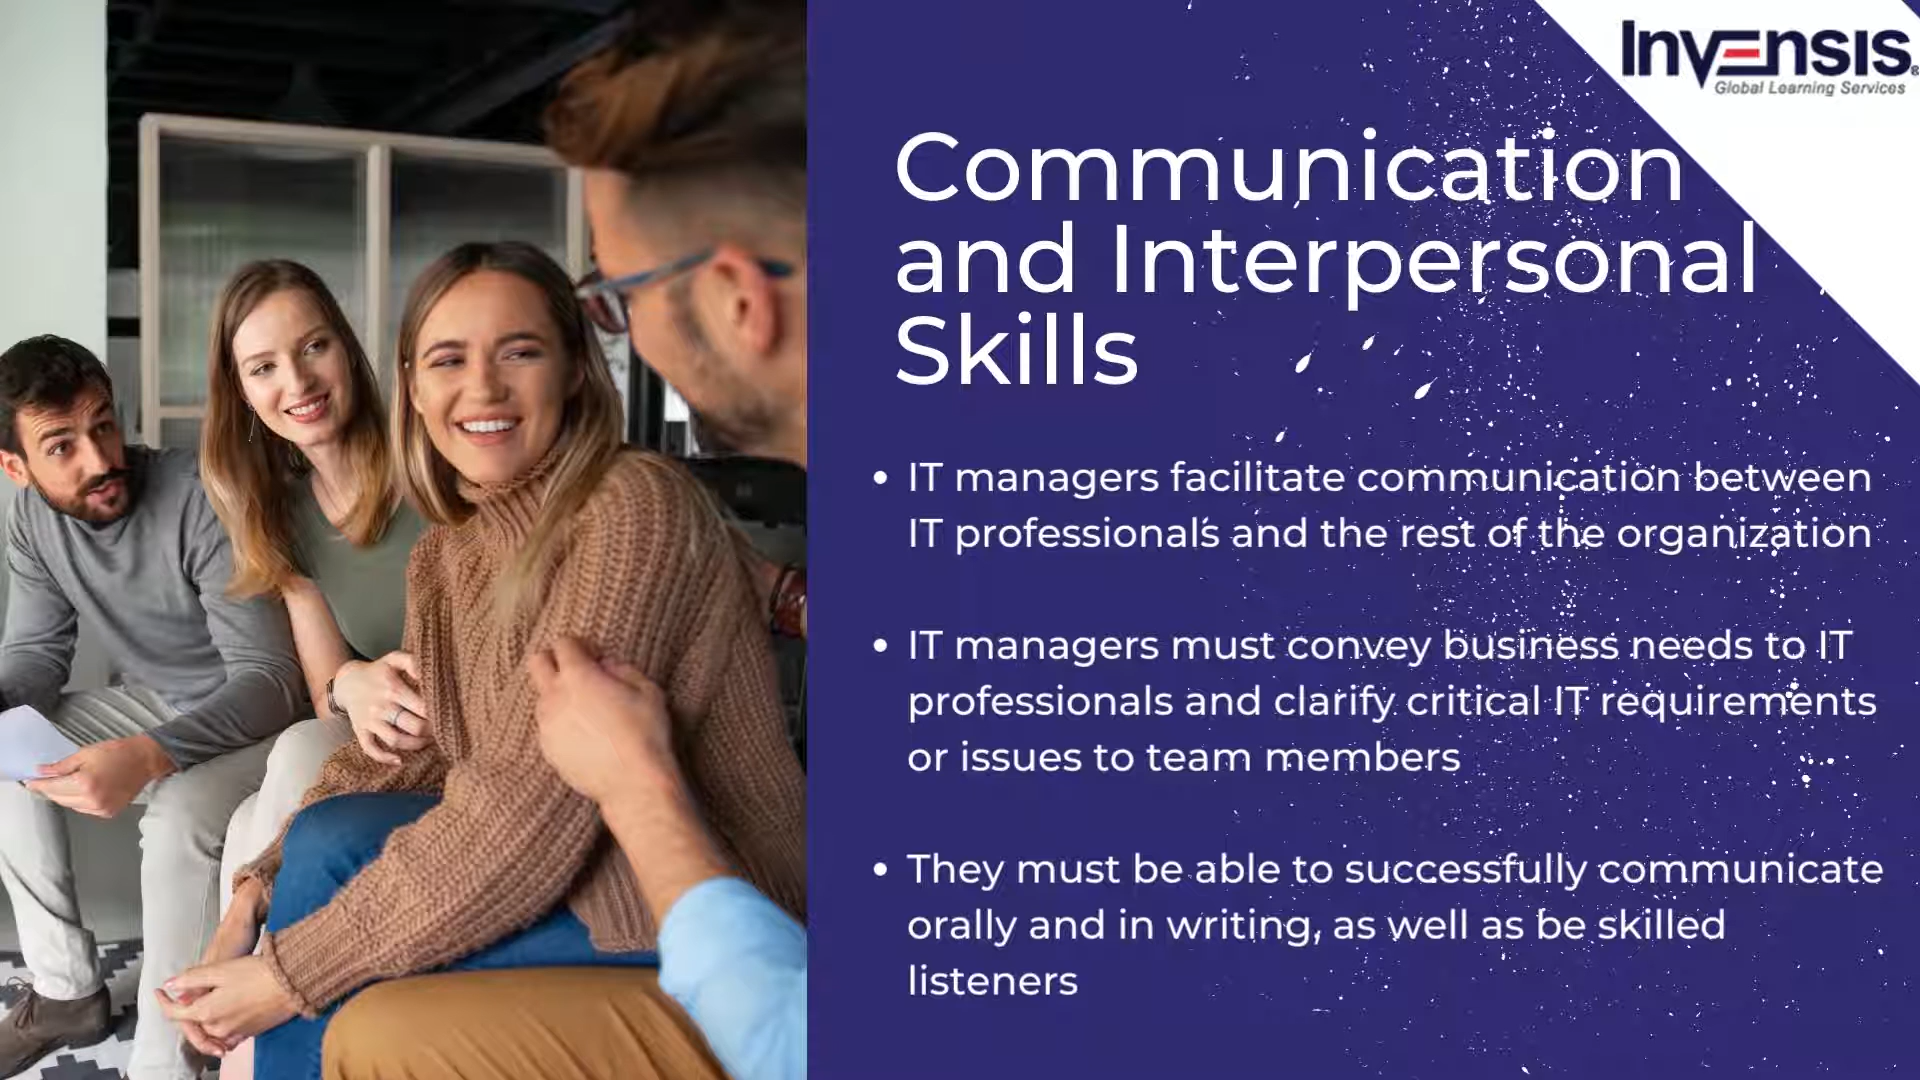 Invensis®
Global Learning Services
Communication
and Interpersonal
Skills
• IT managers facilitate communication between
IT professionals and the rest of the organization
• IT managers must convey business needs to IT
professionals and clarify critical IT requirements
or issues to team members
• They must be able to successfully communicate
orally and in writing, as well as be skilled
listeners